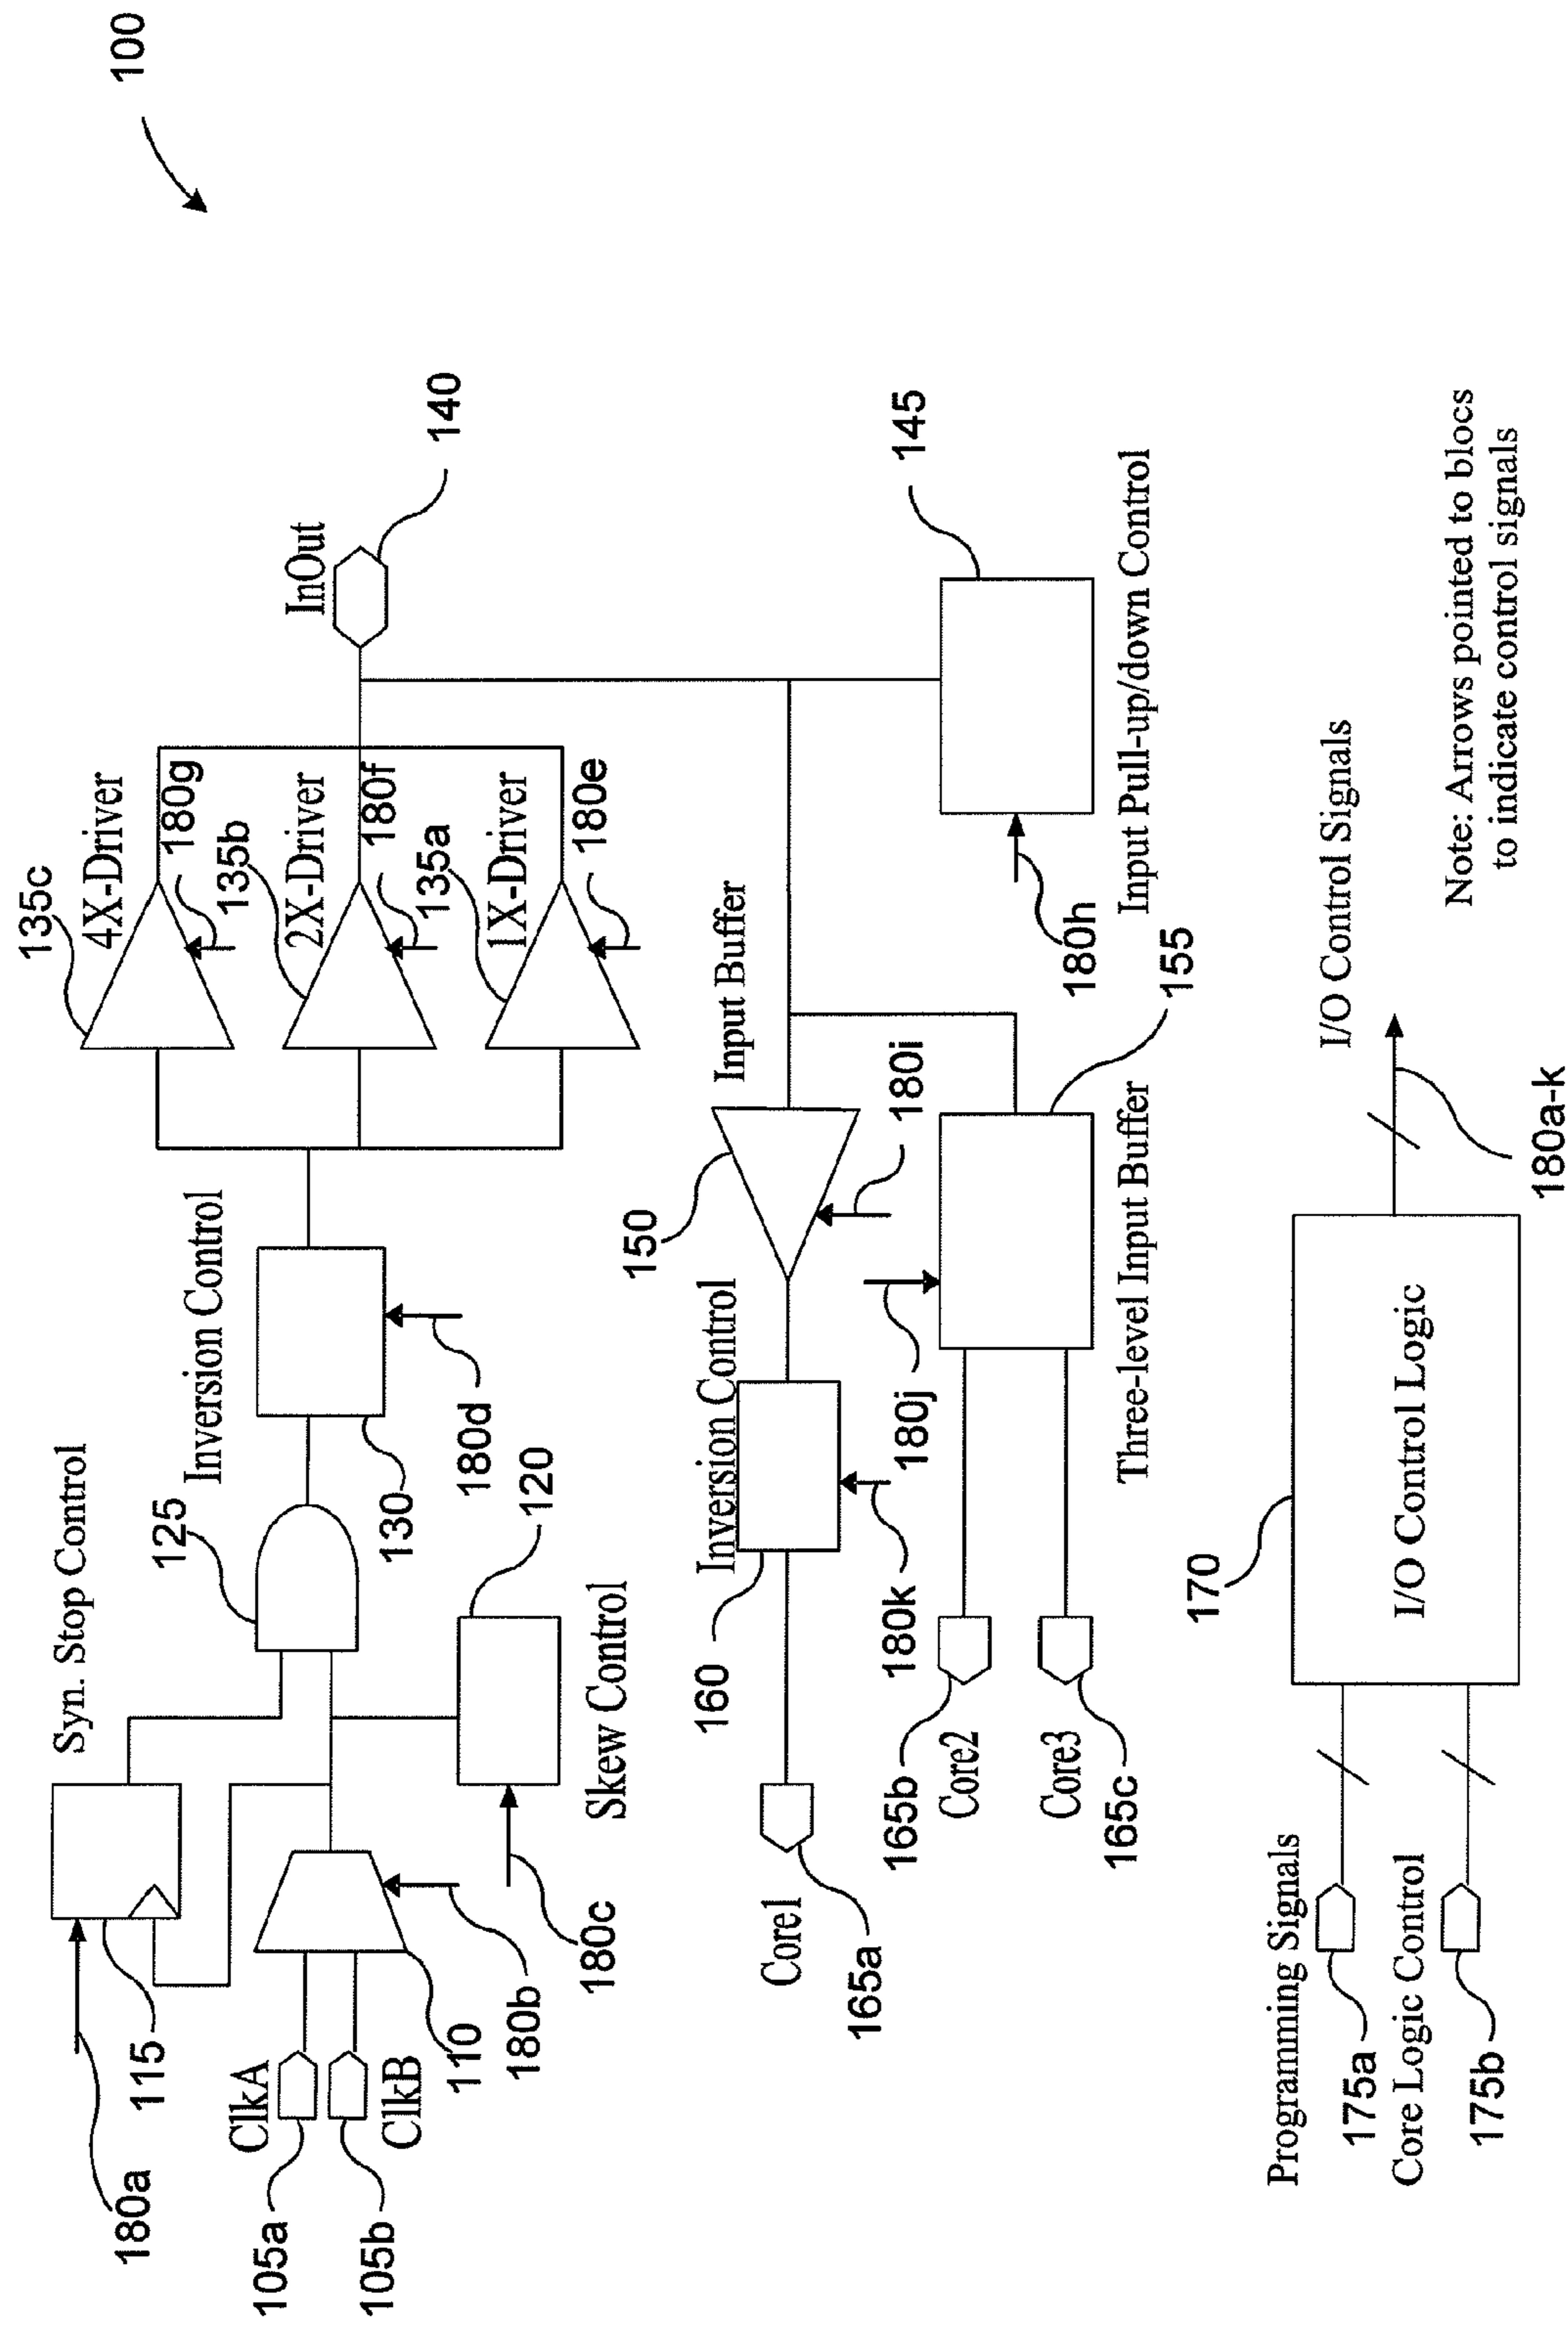 100
Syn. Stop Control
180a
115
125
Inversion Control
130
180d
135c
4X-Driver
180g
135b
2X-Driver
180f
135a
1X-Driver
180e
InOut
140
ClkA
105a
ClkB
105b
110
180b
180c
120
Skew Control
Input Buffer
150
180i
Inversion Control
160
180k
180j
155
Three-level Input Buffer
145
180h
Input Pull-up/down Control
Core1
165a
165b
Core2
Core3
165c
Programming Signals
175a
Core Logic Control
175b
170
I/O Control Logic
I/O Control Signals
180a-k
Note: Arrows pointed to blocs
to indicate control signals